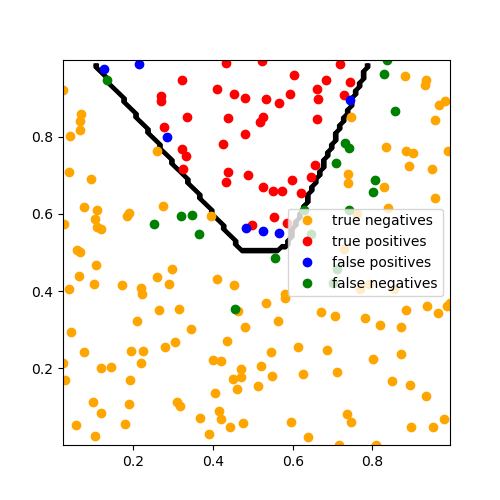 0.8
0.6
0.4
0.2
true negatives
true positives
false positives
false negatives
0.2 0.4 0.6 0.8